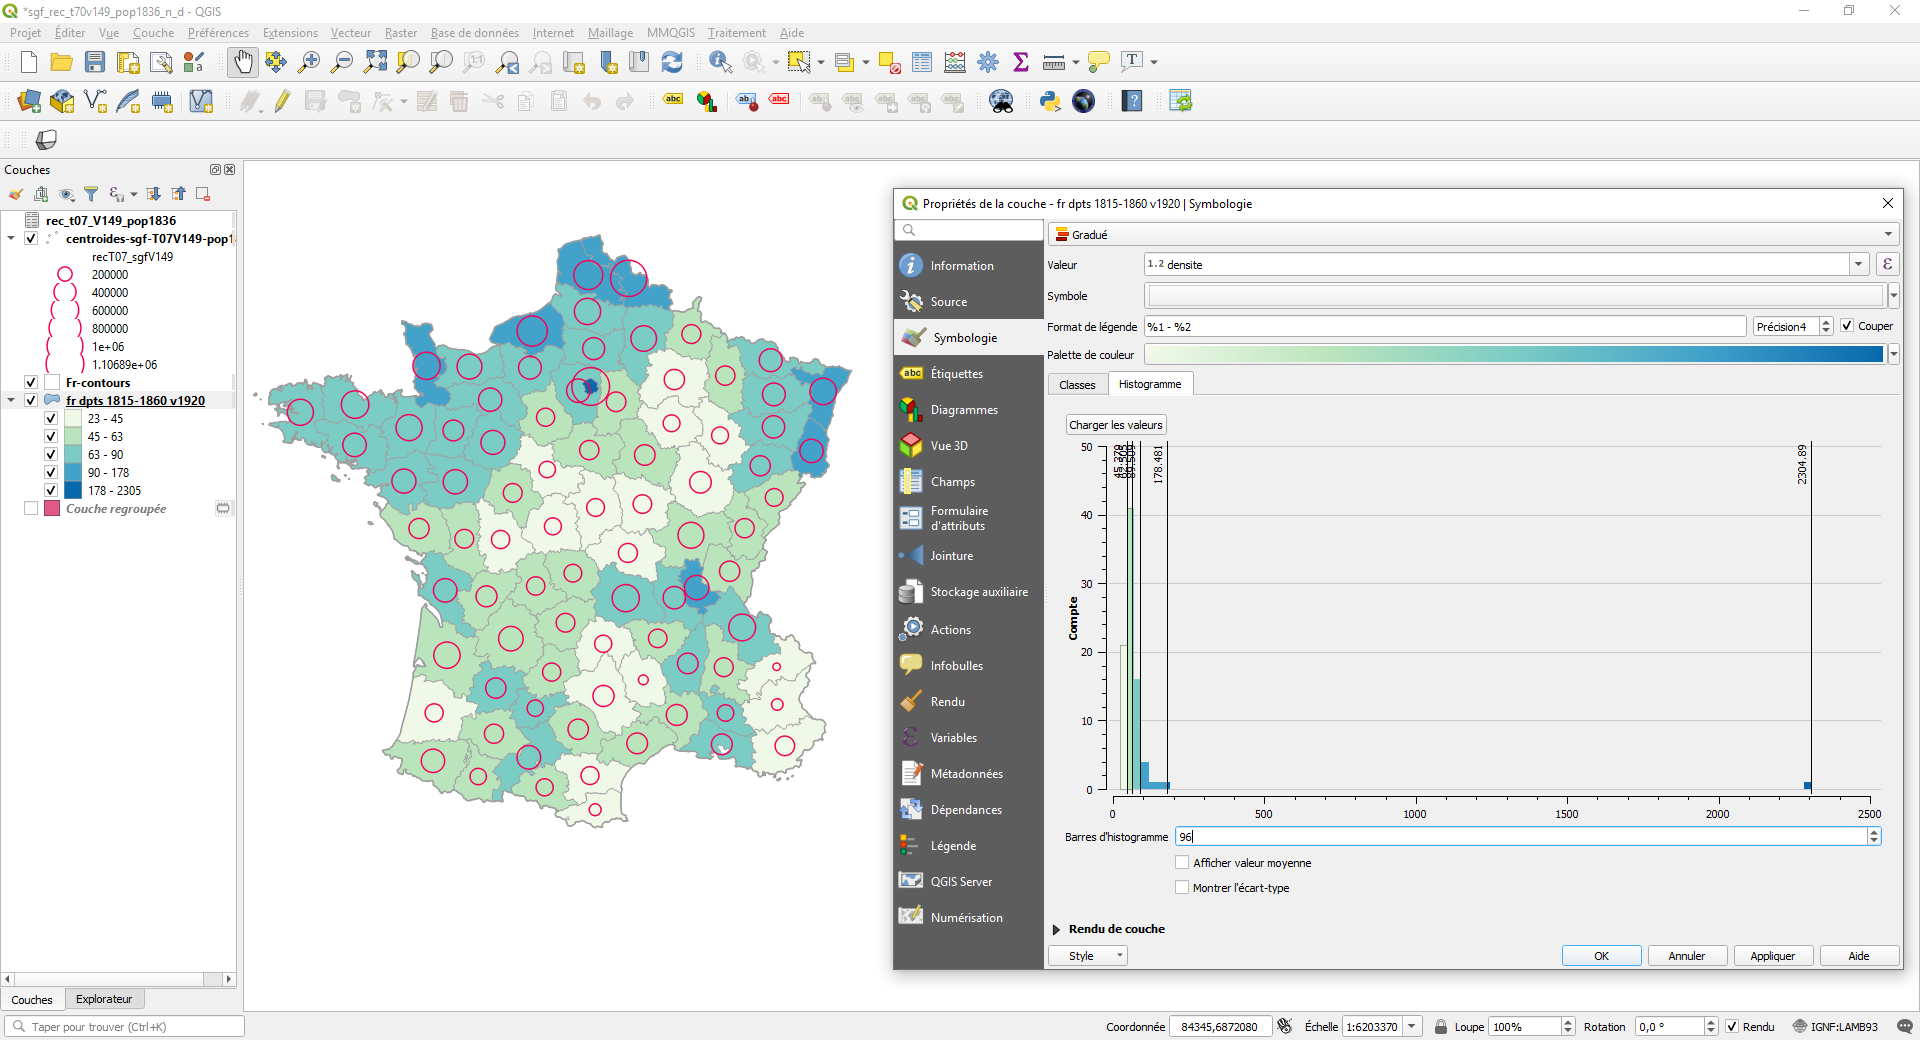 *sgf_rec_t70v149_pop1836_n_d - QGIS
Projet Éditer Vue Couche Préférences Extensions Vecteur Raster Base de données Internet Maillage MMQGIS Traitement Aide
Couches
rec_t07_V149_pop1836
centroides-sgf-T07V149-pop1
recT07_sgfV149
200000
400000
600000
800000
1e+06
1.10689e+06
Fr-contours
fr dpts 1815-1860 v1920
23 - 45
45 - 63
63 - 90
90 - 178
178 - 2305
Couche regroupée
Couches Explorateur
Taper pour trouver (Ctrl+K)
Propriétés de la couche - fr dpts 1815-1860 v1920 | Symbologie
Information
Source
Symbologie
abc Étiquettes
Diagrammes
Vue 3D
Champs
Formulaire
d'attributs
Jointure
Stockage auxiliaire
Actions
Infobulles
Rendu
Variables
Métadonnées
Dépendances
Légende
QGIS Server
Numérisation
Gradué
Valeur 1.2 densite
Symbole
Format de légende %1 - %2 Précision4 Couper
Palette de couleur
Classes Histogramme
Charger les valeurs
50
40
30
20
10
0
Compte
178.481
2304.89
0 500 1000 1500 2000 2500
Barres d'histogramme 96
Afficher valeur moyenne
Montrer l'écart-type
Rendu de couche
Style OK Annuler Appliquer Aide
Coordonnée 84345,6872080 Échelle 1:6203370 Loupe 100% Rotation 0,0 ° Rendu IGNF:LAMB93